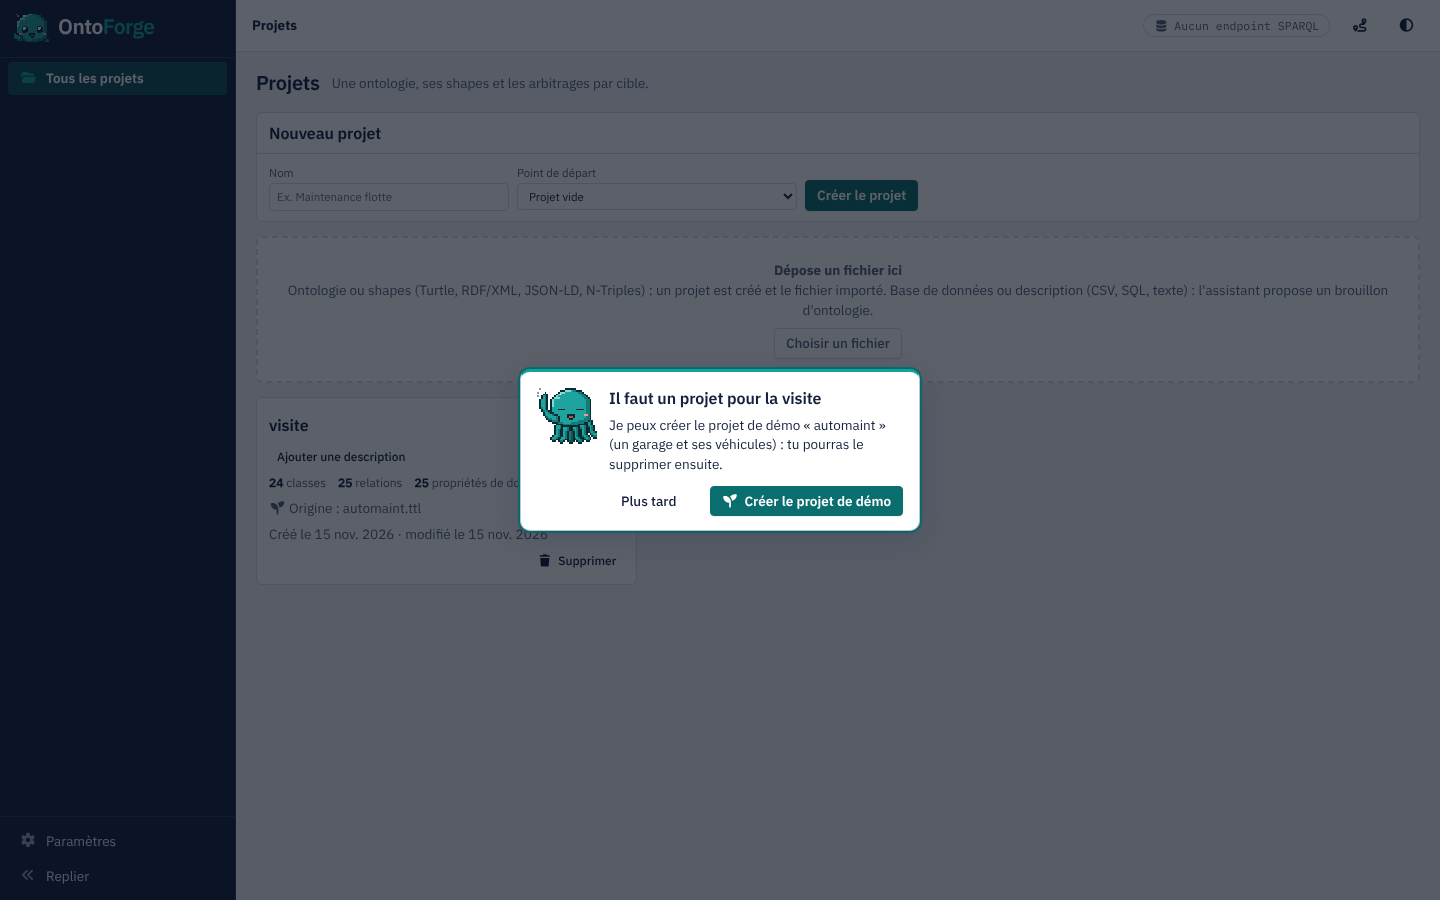 OntoForge
Tous les projets
Paramètres
Replier
Projets
Aucun endpoint SPARQL
Projets
Une ontologie, ses shapes et les arbitrages par cible.
Nouveau projet
Nom
Point de départ
Ex. Maintenance flotte
Projet vide
Créer le projet
Dépose un fichier ici
Ontologie ou shapes (Turtle, RDF/XML, JSON-LD, N-Triples) : un projet est créé et le fichier importé. Base de données ou description (CSV, SQL, texte) : l'assistant propose un brouillon
d'ontologie.
Choisir un fichier
visite
Ajouter une description
24 classes 25 relations 25 propriétés de
Origine : automaint.ttl
Créé le 15 nov. 2026 · modifié le 15 nov. 2026
Supprimer
Il faut un projet pour la visite
Je peux créer le projet de démo « automaint »
(un garage et ses véhicules) : tu pourras le
supprimer ensuite.
Plus tard
Créer le projet de démo